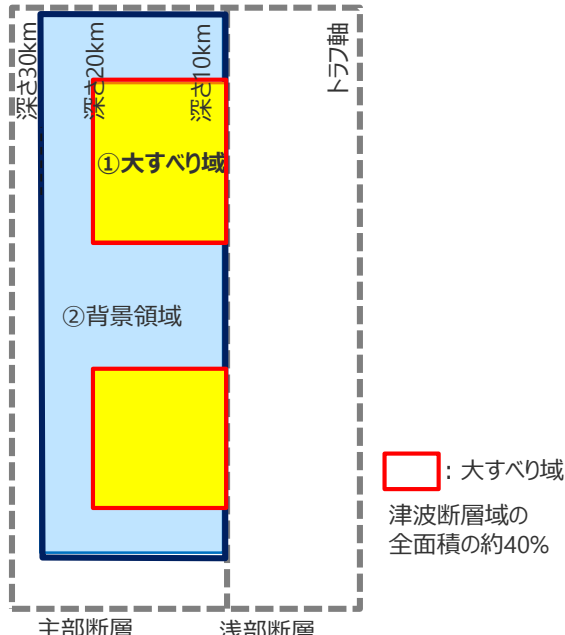 深さ30km
深さ20km
深さ10km
トラフ軸
①大すべり域
②背景領域
：大すべり域
津波断層域の
全面積の約40%
主部断層
浅部断層